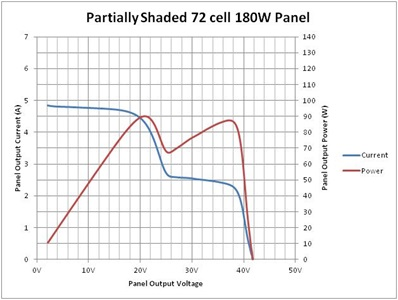 Partially Shaded 72 cell 180W Panel
7
6
5
4
3
2
1
0
Panel Output Current (A)
140
130
120
110
100
90
80
70
60
50
40
30
20
10
0
Panel Output Power (W)
0V
10V
20V
30V
40V
50V
Panel Output Voltage
Current
Power